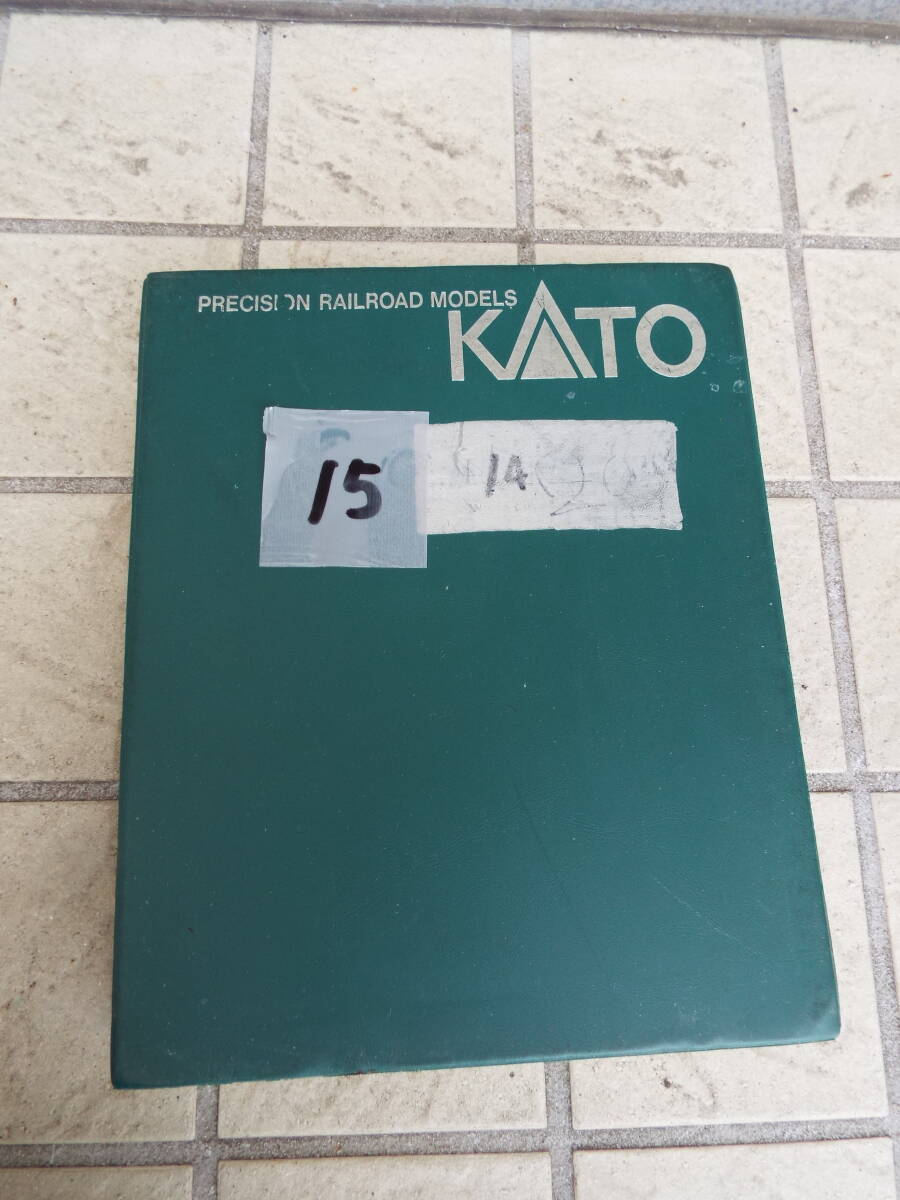 PRECISION RAILROAD MODELS
KATO
15
14